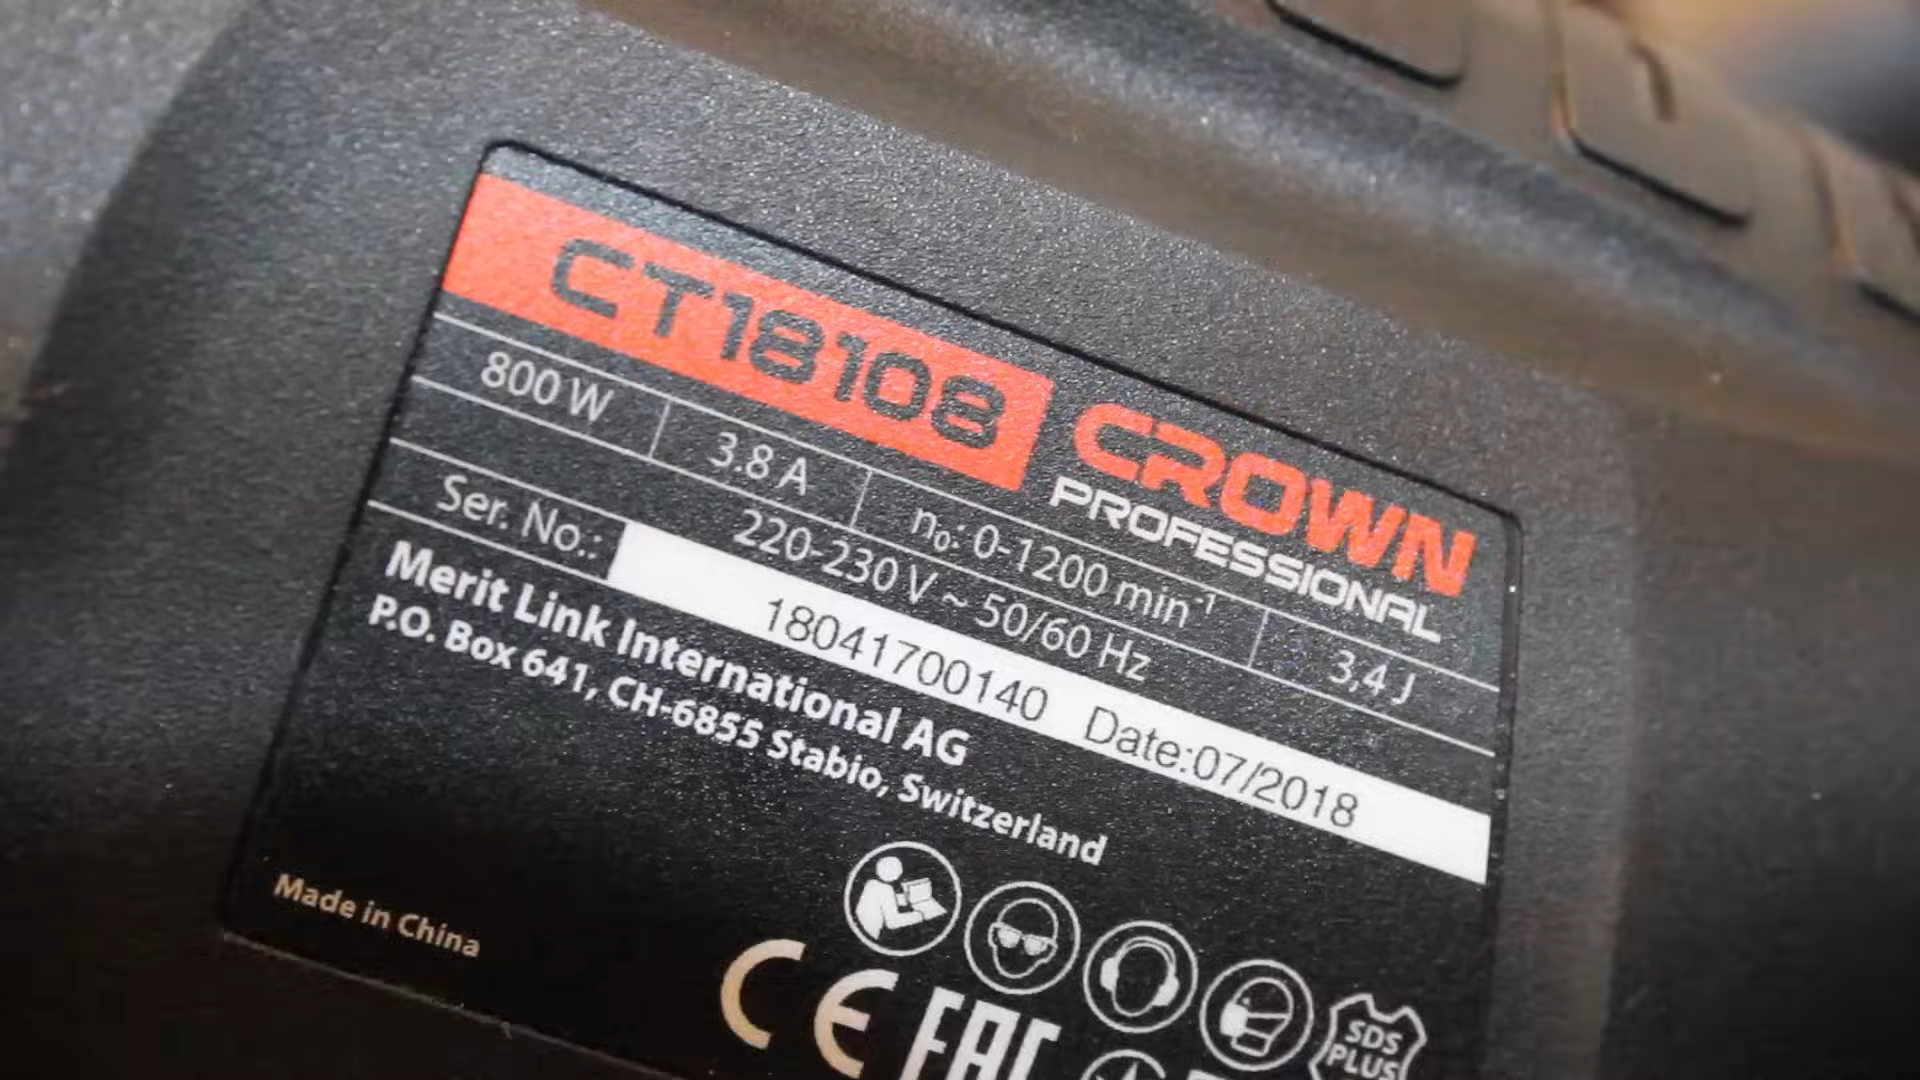 CT18108 CROWN
PROFESSIONAL
800 W 3.8 A n₀: 0-1200 min⁻¹ 3,4 J
220-230 V ~ 50/60 Hz
Ser. No.: 18041700140 Date:07/2018
Merit Link International AG
P.O. Box 641, CH-6855 Stabio, Switzerland
Made in China
CE EAC SDS
PLUS